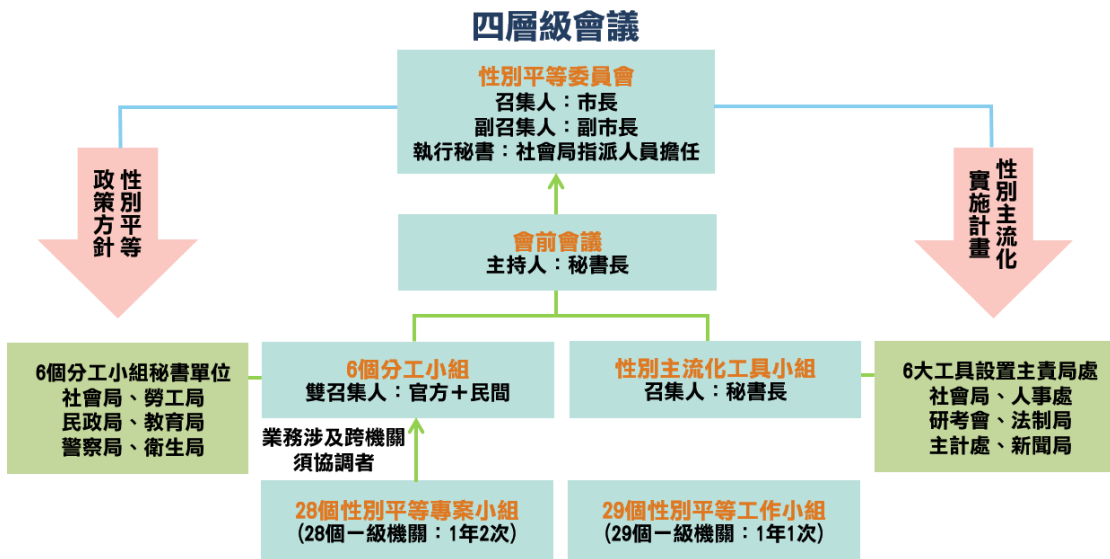 四層級會議
性別平等委員會
召集人：市長
副召集人：副市長
執行秘書：社會局指派人員擔任
性別平等
政策方針
性別主流化
實施計畫
會前會議
主持人：秘書長
6個分工小組秘書單位
社會局、勞工局
民政局、教育局
警察局、衛生局
6個分工小組
雙召集人：官方＋民間
性別主流化工具小組
召集人：秘書長
6大工具設置主責局處
社會局、人事處
研考會、法制局
主計處、新聞局
業務涉及跨機關
須協調者
28個性別平等專案小組
(28個一級機關：1年2次)
29個性別平等工作小組
(29個一級機關：1年1次)